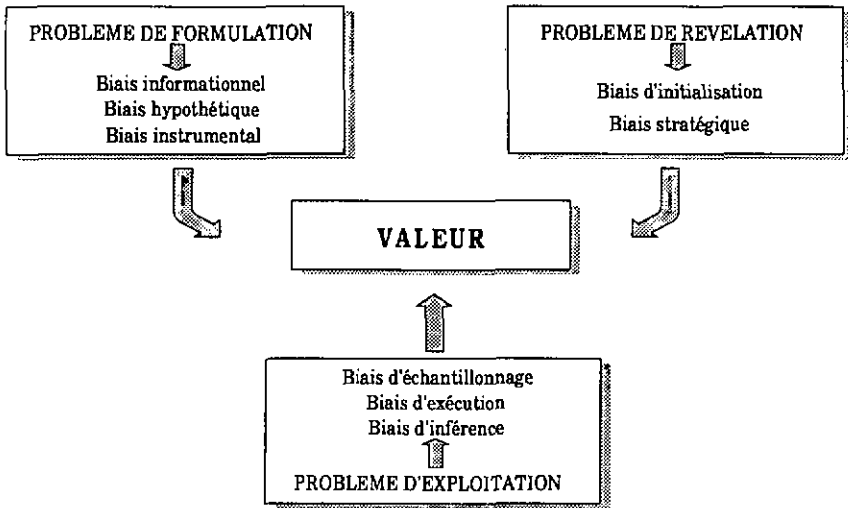 PROBLEME DE FORMULATION
Biais informationnel
Biais hypothétique
Biais instrumental
PROBLEME DE REVELATION
Biais d'initialisation
Biais stratégique
VALEUR
Biais d'échantillonnage
Biais d'exécution
Biais d'inférence
PROBLEME D'EXPLOITATION